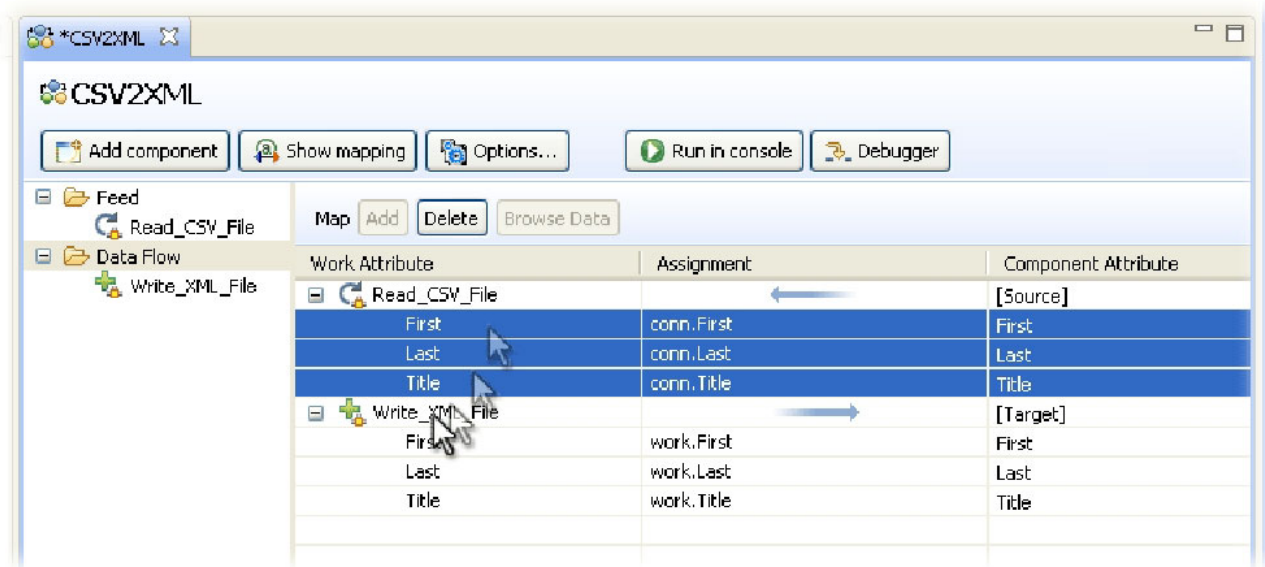 *CSV2XML
CSV2XML
Add component Show mapping Options... Run in console Debugger
Feed
Read_CSV_File
Data Flow
Write_XML_File
Map Add Delete Browse Data
Work Attribute Assignment Component Attribute
Read_CSV_File [Source]
First conn.First First
Last conn.Last Last
Title conn.Title Title
Write_XML_File [Target]
First work.First First
Last work.Last Last
Title work.Title Title